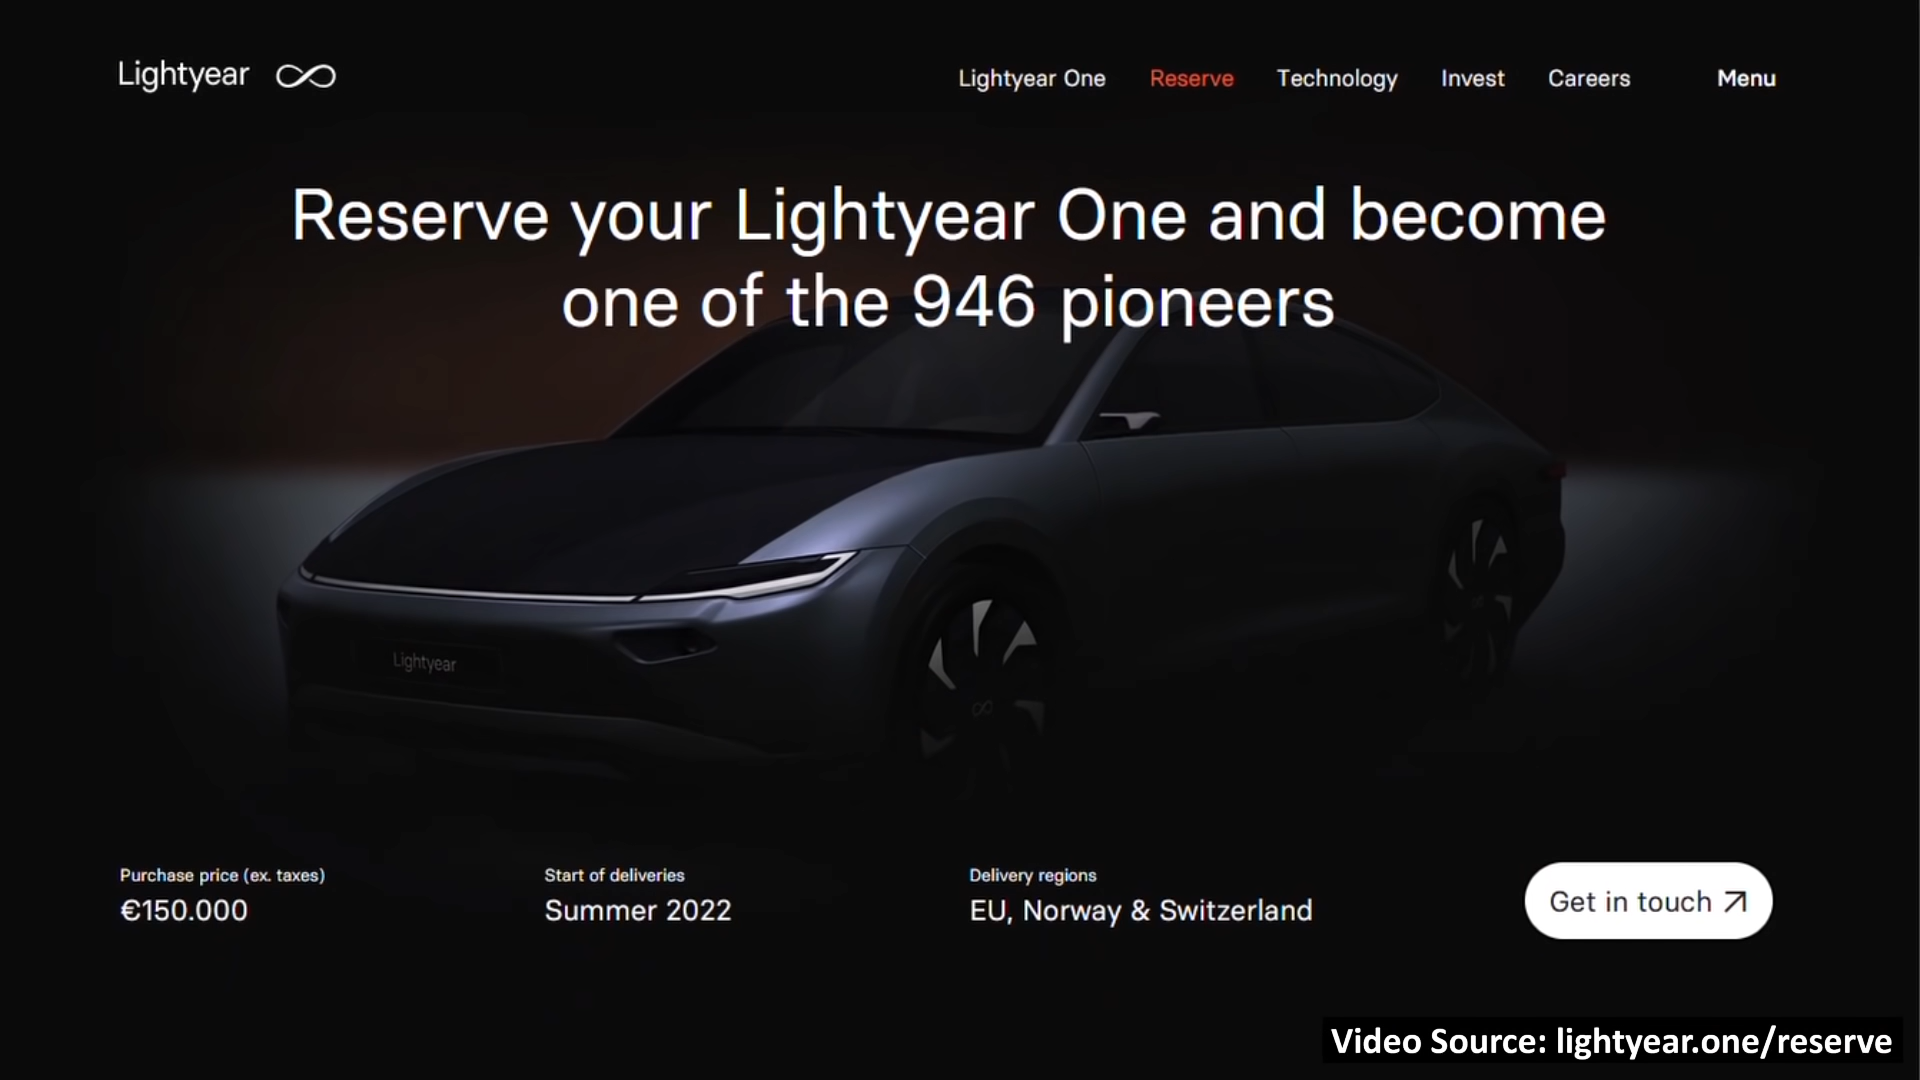 Lightyear
Lightyear One Reserve Technology Invest Careers Menu
Reserve your Lightyear One and become
one of the 946 pioneers
Lightyear
Purchase price (ex. taxes)
€150.000
Start of deliveries
Summer 2022
Delivery regions
EU, Norway & Switzerland
Get in touch
Video Source: lightyear.one/reserve